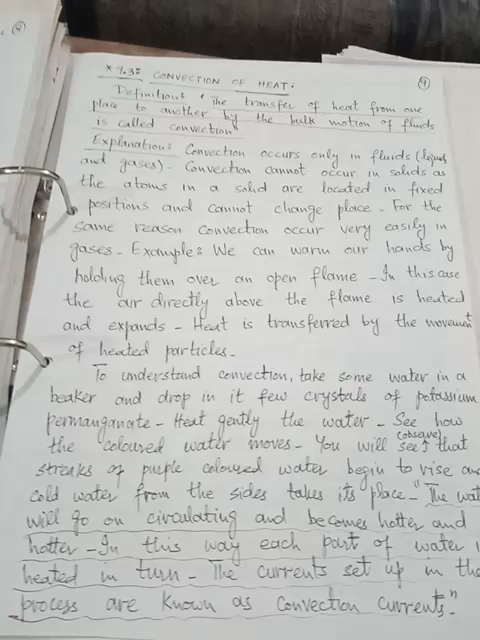 (8)
(9)
* 9.3: CONVECTION OF HEAT:
Definition: "The transfer of heat from one
place to another by the bulk motion of fluids
is called convection"
Explanation: Convection occurs only in fluids (liquids
and gases). Convection cannot occur in solids as
the atoms in a solid are located in fixed
positions and cannot change place. For the
same reason convection occur very easily in
gases. Example: We can warm our hands by
holding them over an open flame. In this case
the air directly above the flame is heated
and expands. Heat is transferred by the movement
of heated particles.
To understand convection, take some water in a
beaker and drop in it few crystals of potassium
permanganate. Heat gently the water. See how
the coloured water moves. You will see (observe) that
streaks of purple coloured water begin to rise and
cold water from the sides takes its place. "The wat
will go on circulating and becomes hotter and
hotter. In this way each part of water i
heated in turn. The currents set up in the
process are known as convection currents."